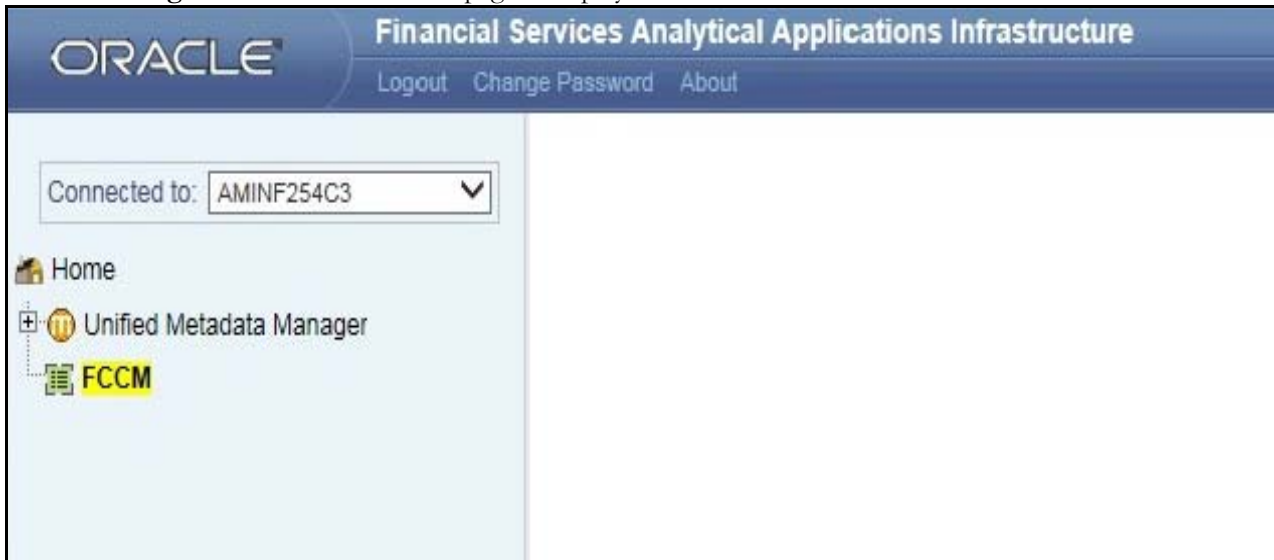 ORACLE
Financial Services Analytical Applications Infrastructure
Logout Change Password About
Connected to: AMINF254C3
Home
Unified Metadata Manager
FCCM